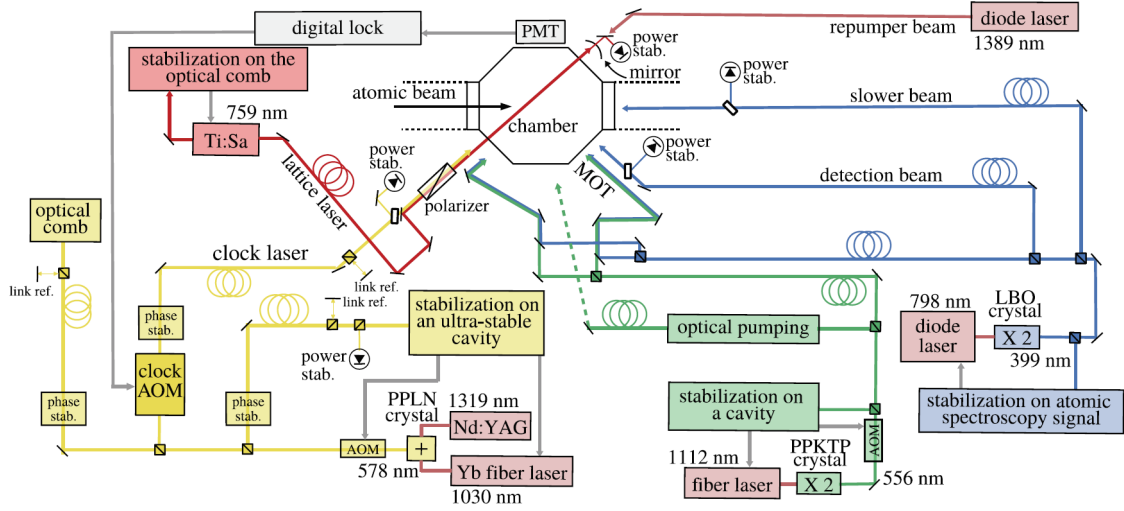 digital lock
PMT
power
stab.
repumper beam
diode laser
1389 nm
stabilization on the
optical comb
mirror
power
stab.
759 nm
Ti:Sa
atomic beam
chamber
slower beam
power
stab.
lattice laser
polarizer
power
stab.
MOT
detection beam
optical
comb
clock laser
link ref.
link ref.
link ref.
phase
stab.
clock
AOM
power
stab.
stabilization on
an ultra-stable
cavity
optical pumping
798 nm
diode
laser
LBO
crystal
X 2
399 nm
phase
stab.
phase
stab.
PPLN
crystal
1319 nm
Nd:YAG
AOM
+
578 nm
Yb fiber laser
1030 nm
stabilization on
a cavity
AOM
1112 nm
fiber laser
PPKTP
crystal
X 2
556 nm
stabilization on atomic
spectroscopy signal